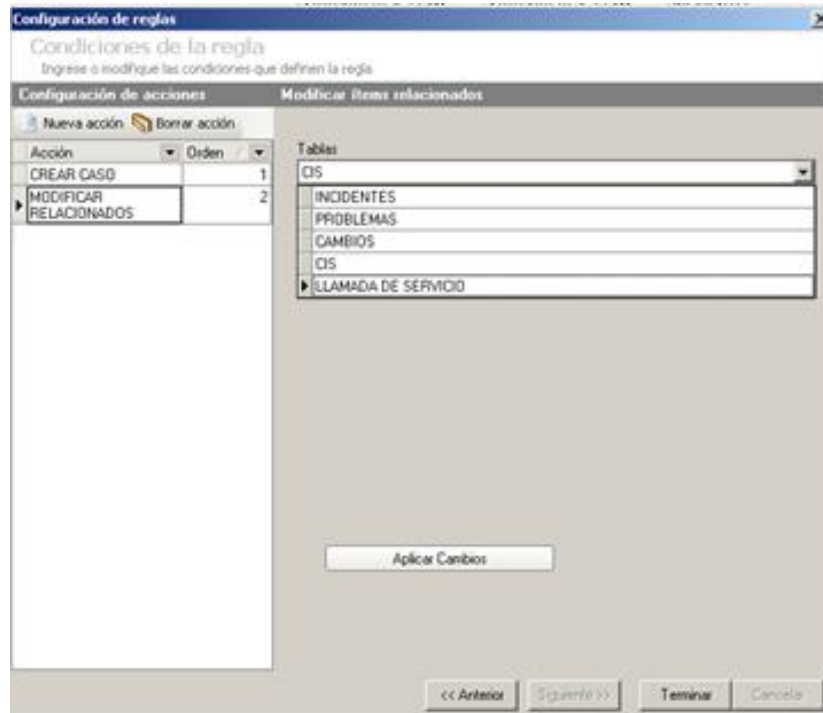 Configuración de reglas
Condiciones de la regla
Ingrese o modifique las condiciones que definen la regla
Configuración de acciones
Modificar ítems relacionados
Nueva acción
Borrar acción
Acción
Orden
CREAR CASO
1
MODIFICAR
RELACIONADOS
2
Tablas
CIS
INCIDENTES
PROBLEMAS
CAMBIOS
CIS
LLAMADA DE SERVICIO
Aplicar Cambios
<< Anterior
Siguiente >>
Terminar
Cancelar